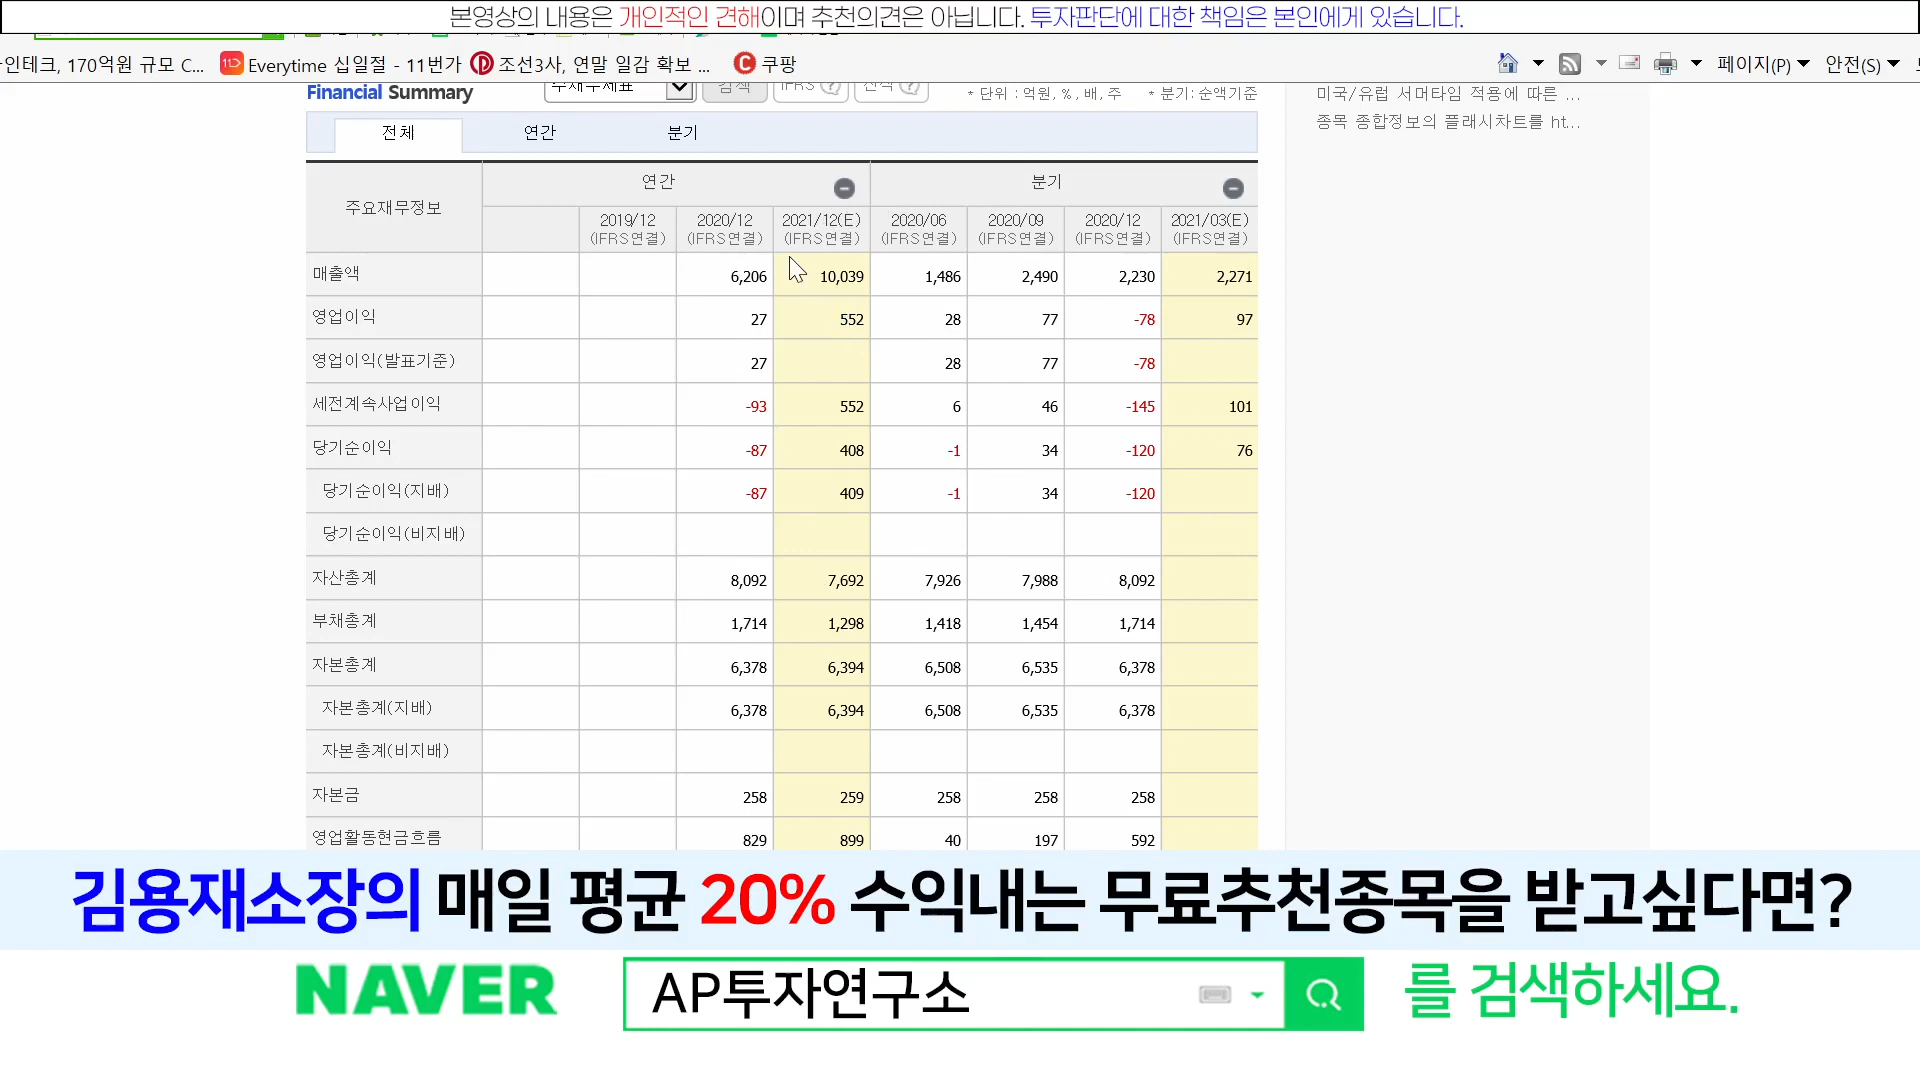 본영상의 내용은 개인적인 견해이며 추천의견은 아닙니다. 투자판단에 대한 책임은 본인에게 있습니다.
인테크, 170억원 규모 C... Everytime 십일절 - 11번가 조선3사, 연말 일감 확보 ... 쿠팡 페이지(P) 안전(S)
Financial Summary 주재무제표 검색 IFRS * 단위 : 억원, %, 배, 주 * 분기: 순액기준
미국/유럽 서머타임 적용에 따른 ...
종목 종합정보의 플래시차트를 ht...
전체 연간 분기
주요재무정보 연간 분기
2019/12 2020/12 2021/12(E) 2020/06 2020/09 2020/12 2021/03(E)
(IFRS연결) (IFRS연결) (IFRS연결) (IFRS연결) (IFRS연결) (IFRS연결) (IFRS연결)
매출액 6,206 10,039 1,486 2,490 2,230 2,271
영업이익 27 552 28 77 -78 97
영업이익(발표기준) 27 28 77 -78
세전계속사업이익 -93 552 6 46 -145 101
당기순이익 -87 408 -1 34 -120 76
당기순이익(지배) -87 409 -1 34 -120
당기순이익(비지배)
자산총계 8,092 7,692 7,926 7,988 8,092
부채총계 1,714 1,298 1,418 1,454 1,714
자본총계 6,378 6,394 6,508 6,535 6,378
자본총계(지배) 6,378 6,394 6,508 6,535 6,378
자본총계(비지배)
자본금 258 259 258 258 258
영업활동현금흐름 829 899 40 197 592
김용재소장의 매일 평균 20% 수익내는 무료추천종목을 받고싶다면?
NAVER AP투자연구소 를 검색하세요.